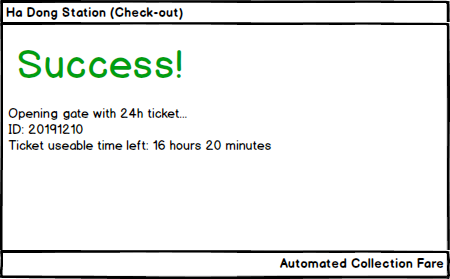 Ha Dong Station (Check-out)
Success!
Opening gate with 24h ticket...
ID: 20191210
Ticket useable time left: 16 hours 20 minutes
Automated Collection Fare